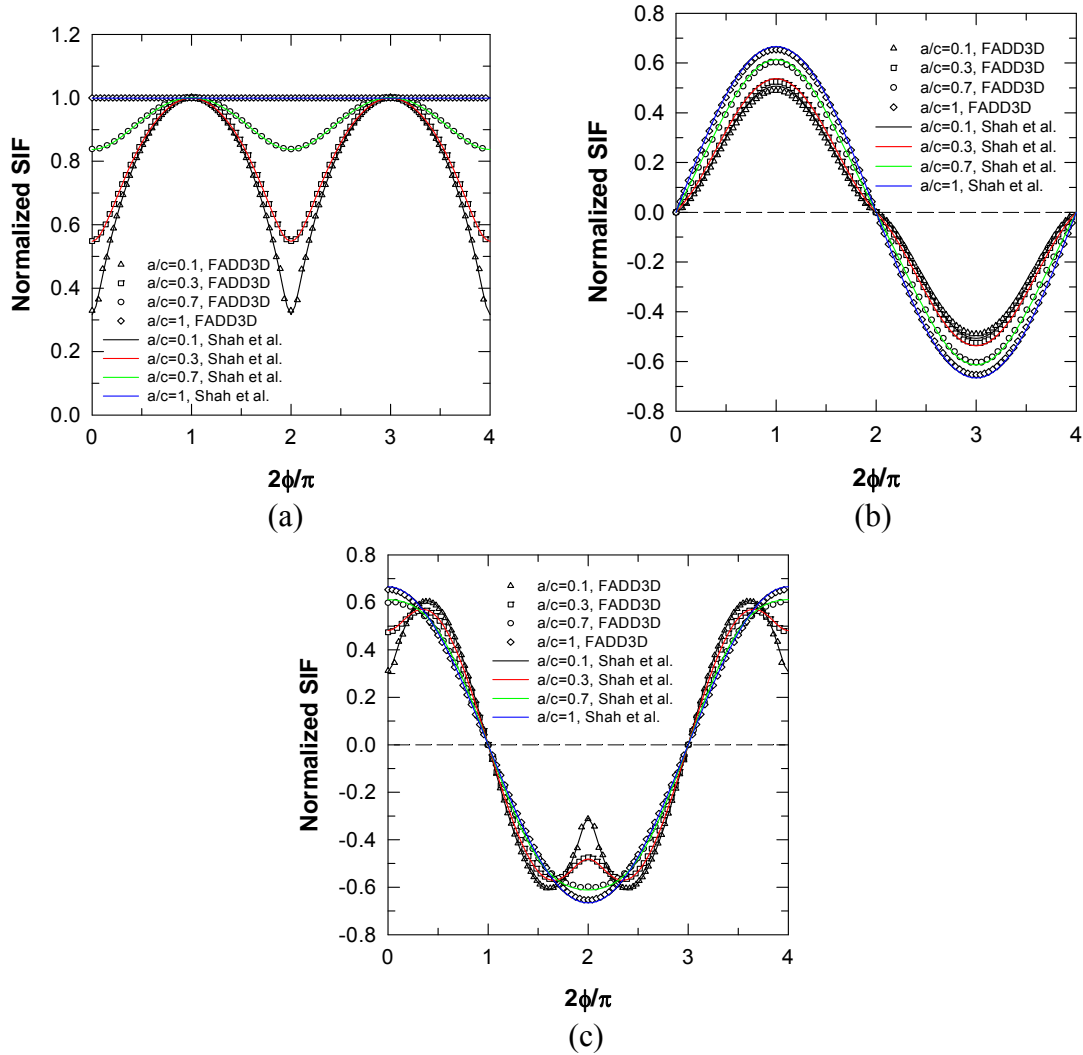 1.2
1.0
0.8
0.6
0.4
0.2
0.0
Normalized SIF
a/c=0.1, FADD3D
a/c=0.3, FADD3D
a/c=0.7, FADD3D
a/c=1, FADD3D
a/c=0.1, Shah et al.
a/c=0.3, Shah et al.
a/c=0.7, Shah et al.
a/c=1, Shah et al.
0 1 2 3 4
2ϕ/π
(a)
0.8
0.6
0.4
0.2
0.0
-0.2
-0.4
-0.6
-0.8
Normalized SIF
a/c=0.1, FADD3D
a/c=0.3, FADD3D
a/c=0.7, FADD3D
a/c=1, FADD3D
a/c=0.1, Shah et al.
a/c=0.3, Shah et al.
a/c=0.7, Shah et al.
a/c=1, Shah et al.
0 1 2 3 4
2ϕ/π
(b)
0.8
0.6
0.4
0.2
0.0
-0.2
-0.4
-0.6
-0.8
Normalized SIF
a/c=0.1, FADD3D
a/c=0.3, FADD3D
a/c=0.7, FADD3D
a/c=1, FADD3D
a/c=0.1, Shah et al.
a/c=0.3, Shah et al.
a/c=0.7, Shah et al.
a/c=1, Shah et al.
0 1 2 3 4
2ϕ/π
(c)